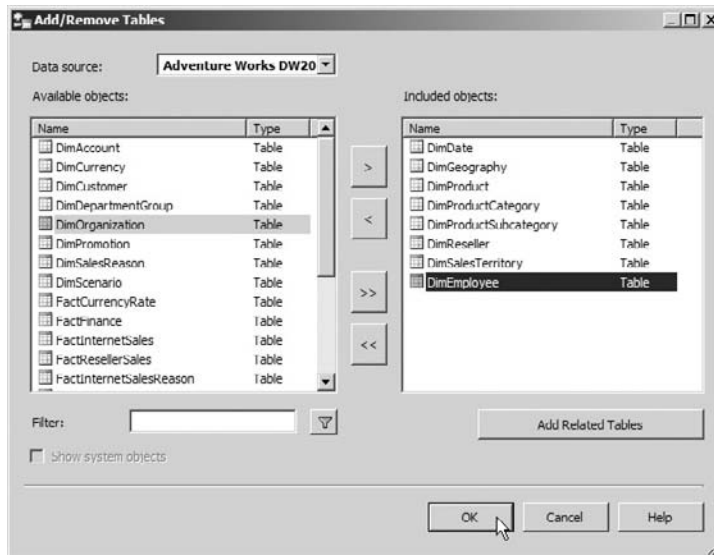 Add/Remove Tables
Data source: Adventure Works DW20
Available objects:
Name Type
DimAccount Table
DimCurrency Table
DimCustomer Table
DimDepartmentGroup Table
DimOrganization Table
DimPromotion Table
DimSalesReason Table
DimScenario Table
FactCurrencyRate Table
FactFinance Table
FactInternetSales Table
FactResellerSales Table
FactInternetSalesReason Table
>
<
>>
<<
Included objects:
Name Type
DimDate Table
DimGeography Table
DimProduct Table
DimProductCategory Table
DimProductSubcategory Table
DimReseller Table
DimSalesTerritory Table
DimEmployee Table
Filter:
Add Related Tables
Show system objects
OK Cancel Help